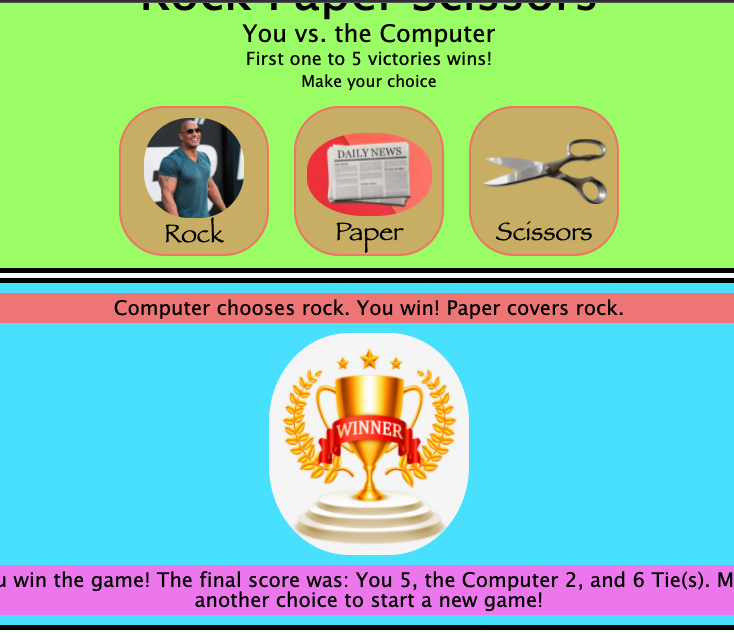 Rock Paper Scissors
You vs. the Computer
First one to 5 victories wins!
Make your choice
DAILY NEWS
Rock
Paper
Scissors
Computer chooses rock. You win! Paper covers rock.
WINNER
win the game! The final score was: You 5, the Computer 2, and 6 Tie(s).
another choice to start a new game!